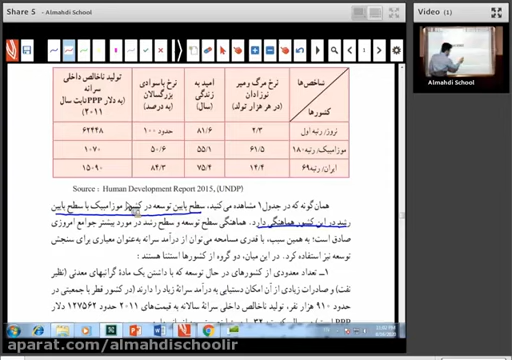 Share 5 - Almahdi School
Video (1)
Almahdi School
شاخص‌ها
کشورها
نرخ مرگ و میر نوزادان (در هر هزار تولد)
امید به زندگی (سال)
نرخ باسوادی بزرگسالان (به درصد)
تولید ناخالص داخلی سرانه (به دلار PPP ثابت سال ۲۰۱۱)
نروژ/رتبه اول ۲/۳ ۸۱/۶ حدود ۱۰۰ ۶۲۴۴۸
موزامبیک/رتبه ۱۸۰ ۶۱/۵ ۵۵/۱ ۵۰/۶ ۱۰۷۰
ایران/رتبه ۶۹ ۱۴/۴ ۷۵/۴ ۸۴/۳ ۱۵۰۹۰
Source : Human Development Report 2015, (UNDP)
همان‌گونه که در جدول ۱ مشاهده می‌کنید، سطح پایین توسعه در کشور موزامبیک با سطح پایین
رشد در این کشور هماهنگی دارد. هماهنگی سطح توسعه و سطح رشد در مورد بیشتر جوامع امروزی
صادق است؛ به همین سبب، با قدری مسامحه می‌توان از درآمد سرانه به‌عنوان معیاری برای سنجش
توسعه نیز استفاده کرد. در این میان، دو گروه از کشورها استثنا هستند :
۱ــ تعداد معدودی از کشورهای در حال توسعه که با داشتن یک مادهٔ گرانبهای معدنی (نظیر
نفت) و صادرات زیادی از آن امکان دستیابی به درآمد سرانهٔ زیاد را دارند (در کشور قطر با جمعیتی در
حدود ۹۱۰ هزار نفر، تولید ناخالص داخلی سرانهٔ سالانه به قیمت‌های ۲۰۱۱ حدود ۱۲۷۵۶۲ دلار
aparat.com/almahdischoolir